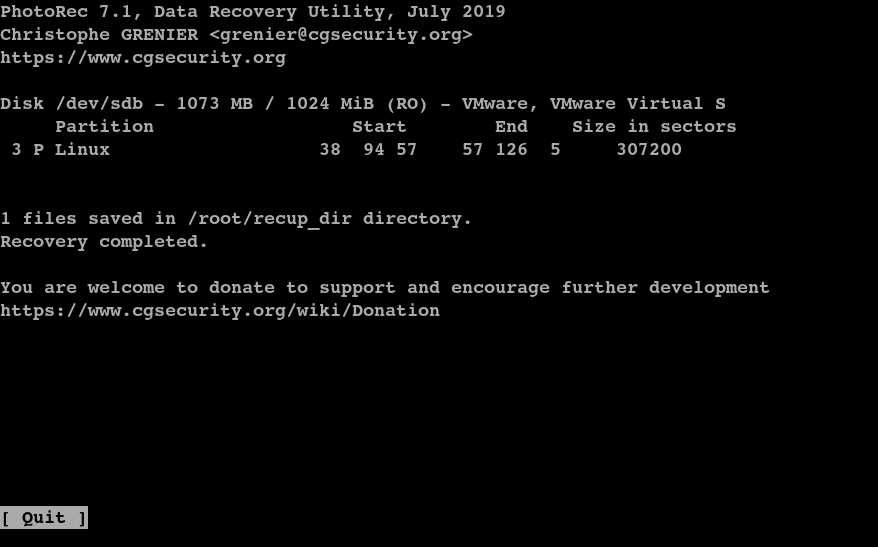 PhotoRec 7.1, Data Recovery Utility, July 2019
Christophe GRENIER <grenier@cgsecurity.org>
https://www.cgsecurity.org
Disk /dev/sdb - 1073 MB / 1024 MiB (RO) - VMware, VMware Virtual S
Partition Start End Size in sectors
3 P Linux 38 94 57 57 126 5 307200
1 files saved in /root/recup_dir directory.
Recovery completed.
You are welcome to donate to support and encourage further development
https://www.cgsecurity.org/wiki/Donation
[ Quit ]